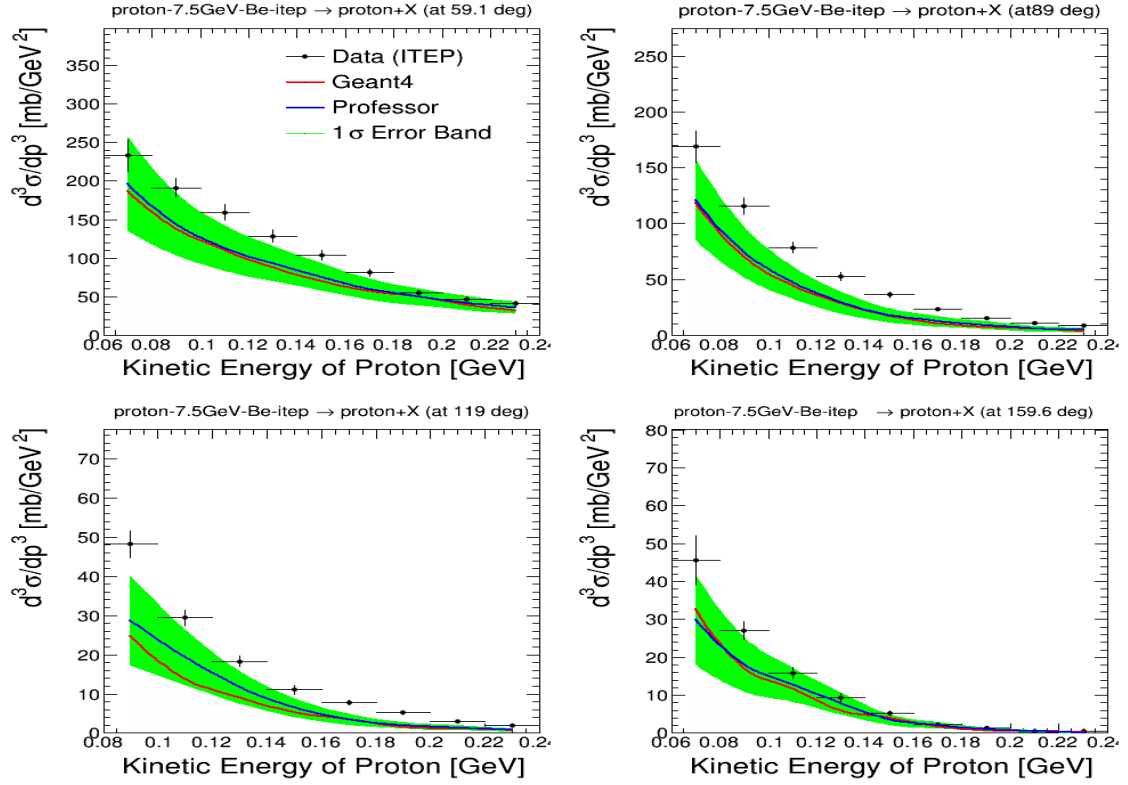 proton-7.5GeV-Be-itep → proton+X (at 59.1 deg)
d³σ/dp³ [mb/GeV²]
350
300
250
200
150
100
50
0
Data (ITEP)
Geant4
Professor
1σ Error Band
0.06 0.08 0.1 0.12 0.14 0.16 0.18 0.2 0.22 0.24
Kinetic Energy of Proton [GeV]
proton-7.5GeV-Be-itep → proton+X (at89 deg)
d³σ/dp³ [mb/GeV²]
250
200
150
100
50
0
0.06 0.08 0.1 0.12 0.14 0.16 0.18 0.2 0.22 0.24
Kinetic Energy of Proton [GeV]
proton-7.5GeV-Be-itep → proton+X (at 119 deg)
d³σ/dp³ [mb/GeV²]
70
60
50
40
30
20
10
0
0.08 0.1 0.12 0.14 0.16 0.18 0.2 0.22 0.24
Kinetic Energy of Proton [GeV]
proton-7.5GeV-Be-itep → proton+X (at 159.6 deg)
d³σ/dp³ [mb/GeV²]
80
70
60
50
40
30
20
10
0
0.06 0.08 0.1 0.12 0.14 0.16 0.18 0.2 0.22 0.24
Kinetic Energy of Proton [GeV]